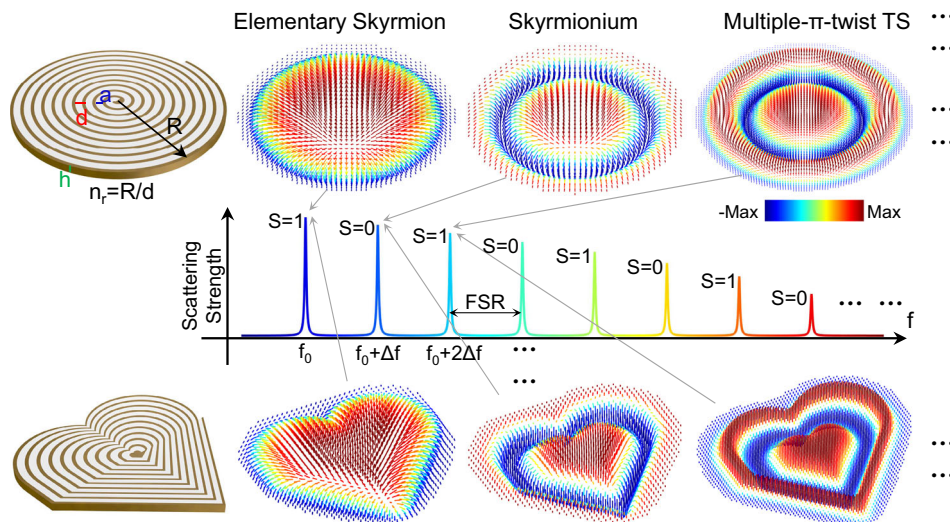 Elementary Skyrmion
Skyrmionium
Multiple-π-twist TS
...
...
a
d
R
h
n_r=R/d
...
...
-Max
Max
S=1
S=0
S=1
S=0
S=1
S=0
S=1
S=0
Scattering
Strength
FSR
... ...
f
f₀
f₀+Δf
f₀+2Δf
...
...
...
...